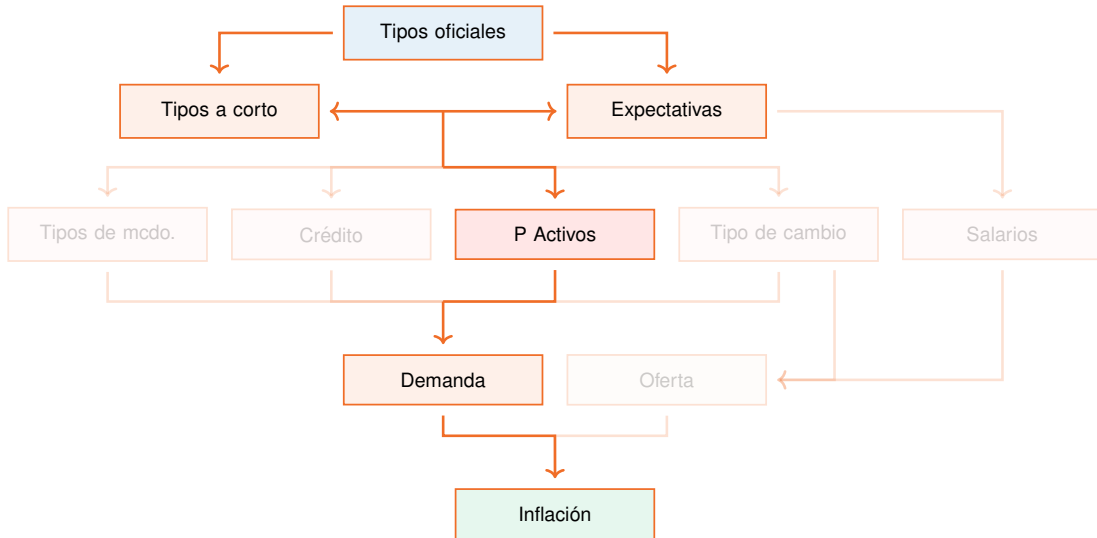 Tipos oficiales
Tipos a corto
Expectativas
Tipos de mcdo.
Crédito
P Activos
Tipo de cambio
Salarios
Demanda
Oferta
Inflación